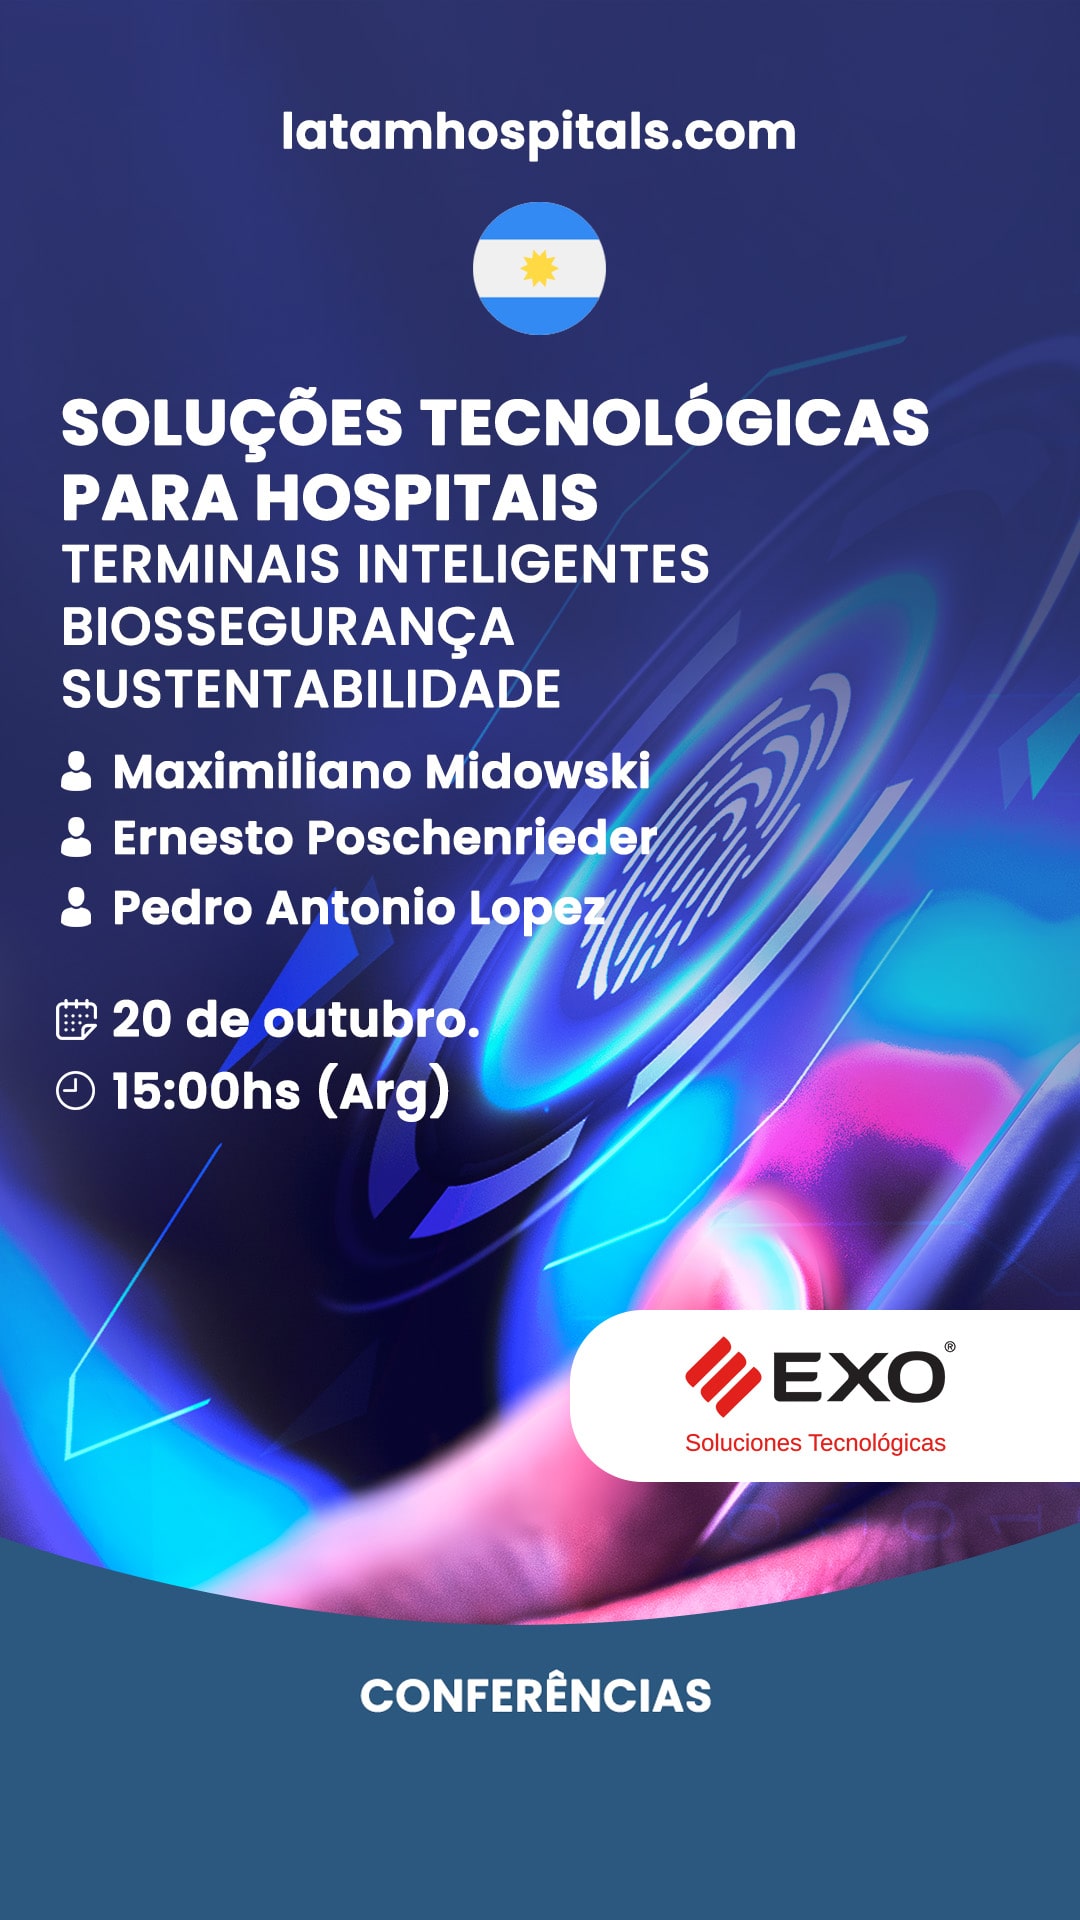 latamhospitals.com
SOLUÇÕES TECNOLÓGICAS
PARA HOSPITAIS
TERMINAIS INTELIGENTES
BIOSSEGURANÇA
SUSTENTABILIDADE
Maximiliano Midowski
Ernesto Poschenrieder
Pedro Antonio Lopez
20 de outubro.
15:00hs (Arg)
EXO®
Soluciones Tecnológicas
CONFERÊNCIAS